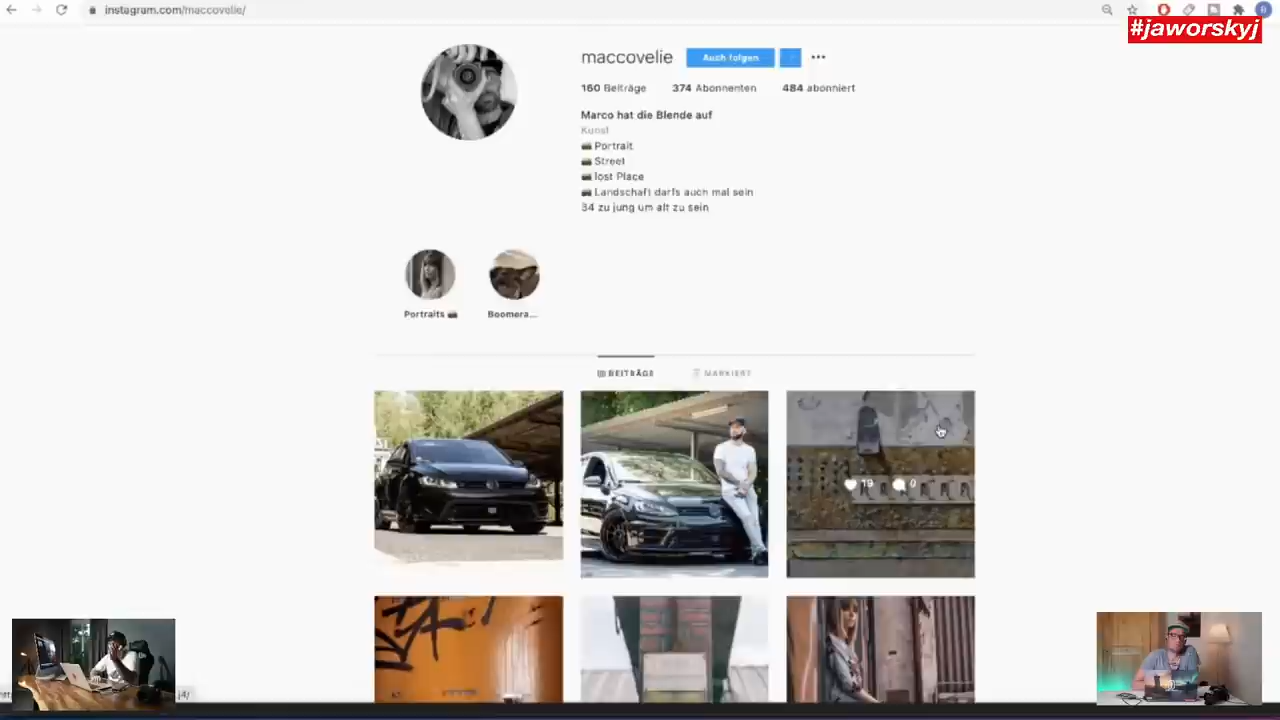 instagram.com/maccovelie/
#jaworskyj
maccovelie
Auch folgen
160 Beiträge 374 Abonnenten 484 abonniert
Marco hat die Blende auf
Kunst
Portrait
Street
lost Place
Landschaft darfs auch mal sein
34 zu jung um alt zu sein
Portraits
Boomera...
BEITRÄGE
MARKIERT
19 0